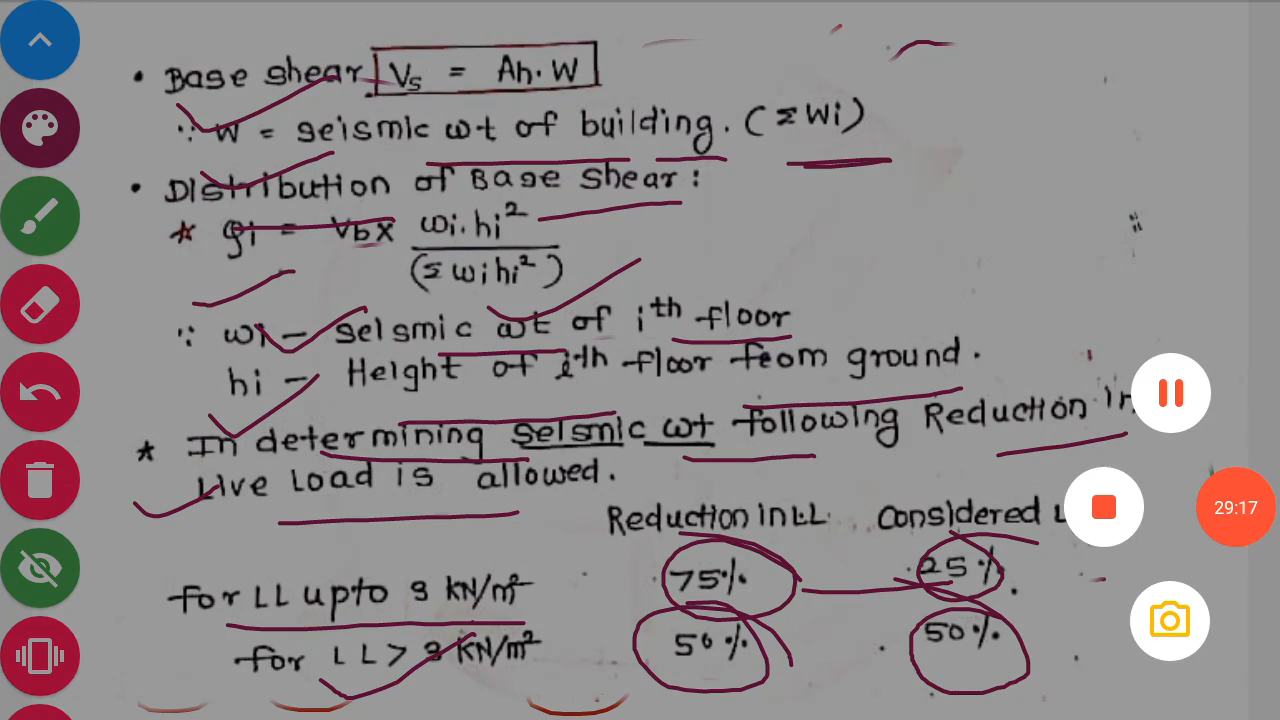 • Base shear Vs = Ah. W
∵ W = seismic wt of building. (Σ Wi)
• Distribution of Base shear :
* Qi = Vb x wi.hi² / (Σ wihi²)
∵ wi – seismic wt of ith floor
hi – Height of ith floor feom ground.
* In determining seismic wt following Reduction in
Live Load is allowed.
Reduction in LL. Considered L
for LL upto 3 kN/m² 75% 25%.
for LL > 3 kN/m² 50% 50%
29:17